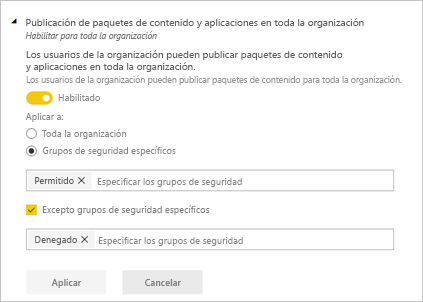 Publicación de paquetes de contenido y aplicaciones en toda la organización
Habilitar para toda la organización
Los usuarios de la organización pueden publicar paquetes de contenido
y aplicaciones en toda la organización.
Los usuarios de la organización pueden publicar paquetes de contenido para toda la organización.
Habilitado
Aplicar a:
Toda la organización
Grupos de seguridad específicos
Permitido Especificar los grupos de seguridad
Excepto grupos de seguridad específicos
Denegado Especificar los grupos de seguridad
Aplicar Cancelar